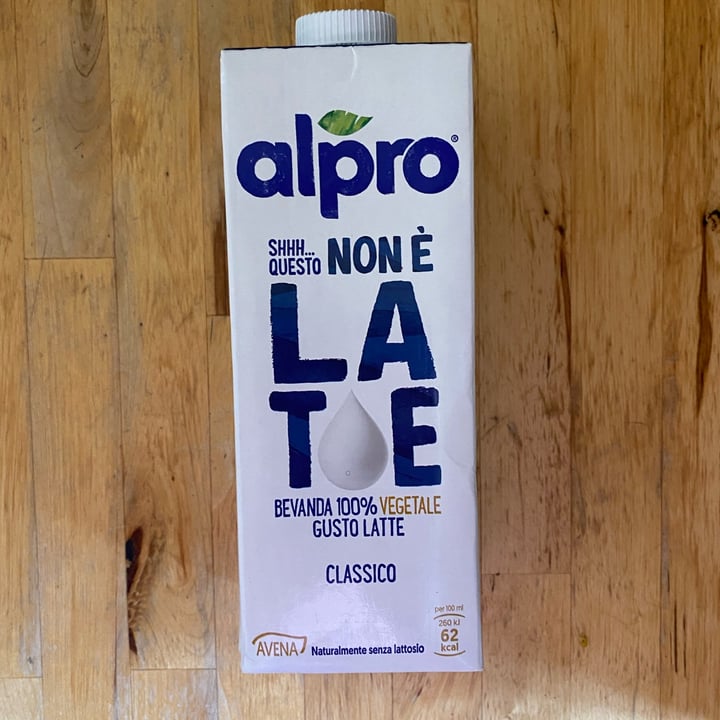 alpro®
SHHH...
QUESTO NON È
LA
T E
BEVANDA 100% VEGETALE
GUSTO LATTE
CLASSICO
AVENA
Naturalmente senza lattosio
per 100 ml
260 kJ
62
kcal